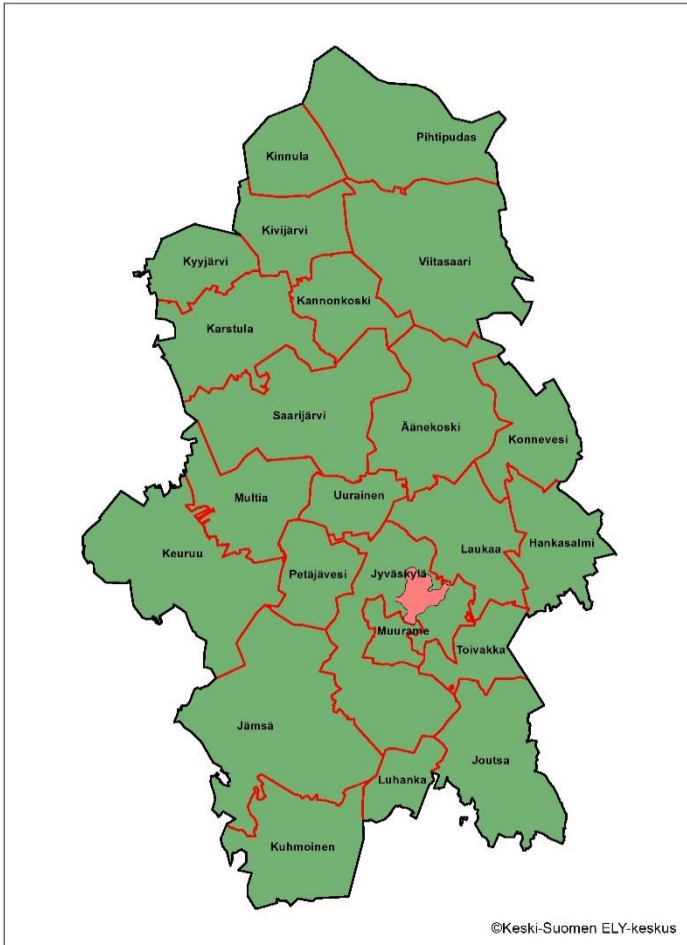 Pihtipudas
Kinnula
Kivijärvi
Kyyjärvi
Viitasaari
Kannonkoski
Karstula
Saarijärvi
Äänekoski
Konnevesi
Multia
Uurainen
Keuruu
Laukaa
Hankasalmi
Petäjävesi
Jyväskylä
Muurame
Toivakka
Jämsä
Joutsa
Luhanka
Kuhmoinen
©Keski-Suomen ELY-keskus